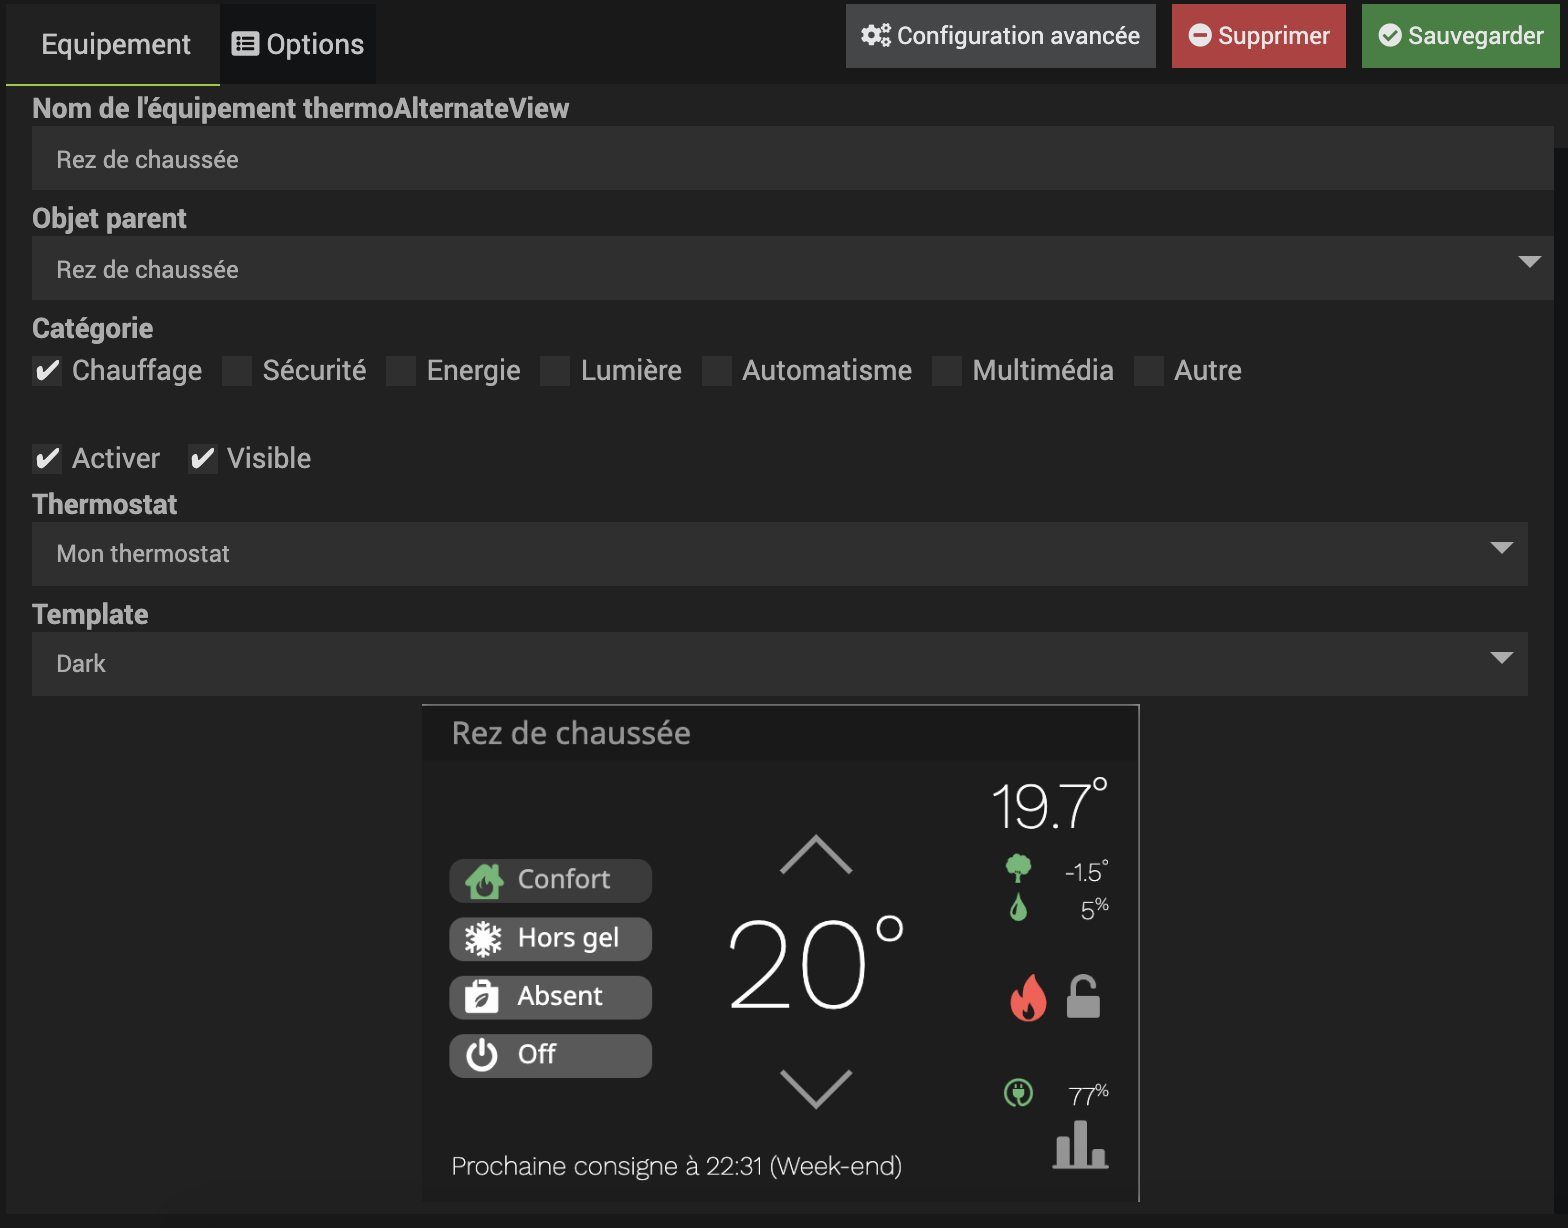 Equipement
Options
Configuration avancée
Supprimer
Sauvegarder
Nom de l'équipement thermoAlternateView
Rez de chaussée
Objet parent
Rez de chaussée
Catégorie
Chauffage Sécurité Energie Lumière Automatisme Multimédia Autre
Activer Visible
Thermostat
Mon thermostat
Template
Dark
Rez de chaussée
19.7°
-1.5°
5%
Confort
Hors gel
Absent
Off
20°
77%
Prochaine consigne à 22:31 (Week-end)